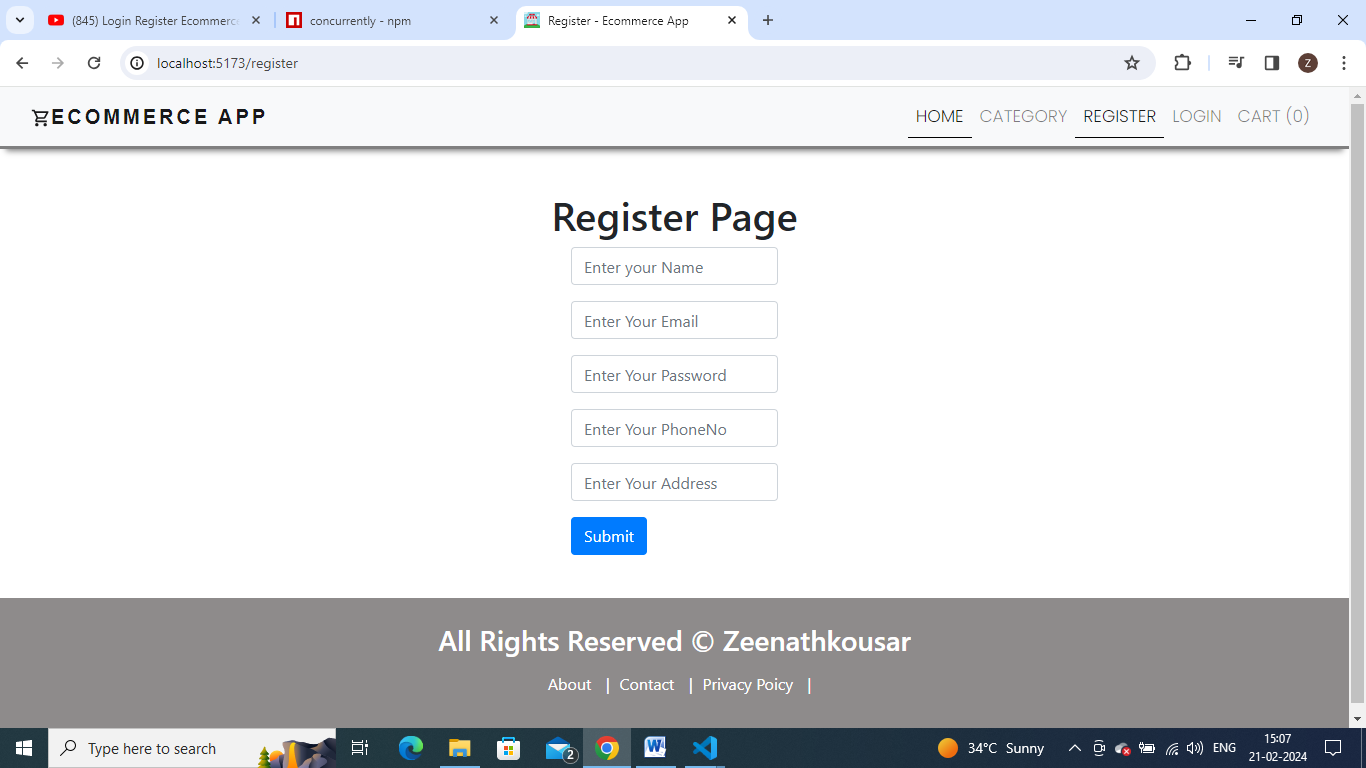 (845) Login Register Ecommerc
concurrently - npm
Register - Ecommerce App
localhost:5173/register
Z
ECOMMERCE APP
HOME CATEGORY REGISTER LOGIN CART (0)
Register Page
Enter your Name
Enter Your Email
Enter Your Password
Enter Your PhoneNo
Enter Your Address
Submit
All Rights Reserved © Zeenathkousar
About | Contact | Privacy Poicy |
Type here to search
2
34°C Sunny
ENG
15:07
21-02-2024